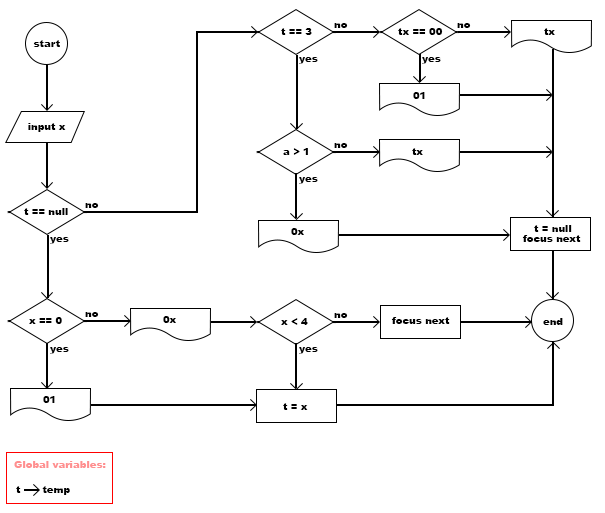 start
input x
t == null
no
yes
t == 3
no
yes
tx == 00
no
yes
tx
01
a > 1
no
yes
tx
0x
t = null
focus next
x == 0
no
yes
0x
x < 4
no
yes
focus next
end
01
t = x
Global variables:
t → temp